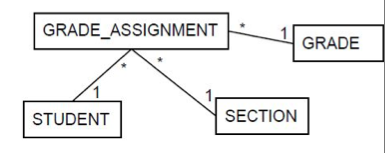 GRADE_ASSIGNMENT
* 1
GRADE
* *
1 1
STUDENT
SECTION